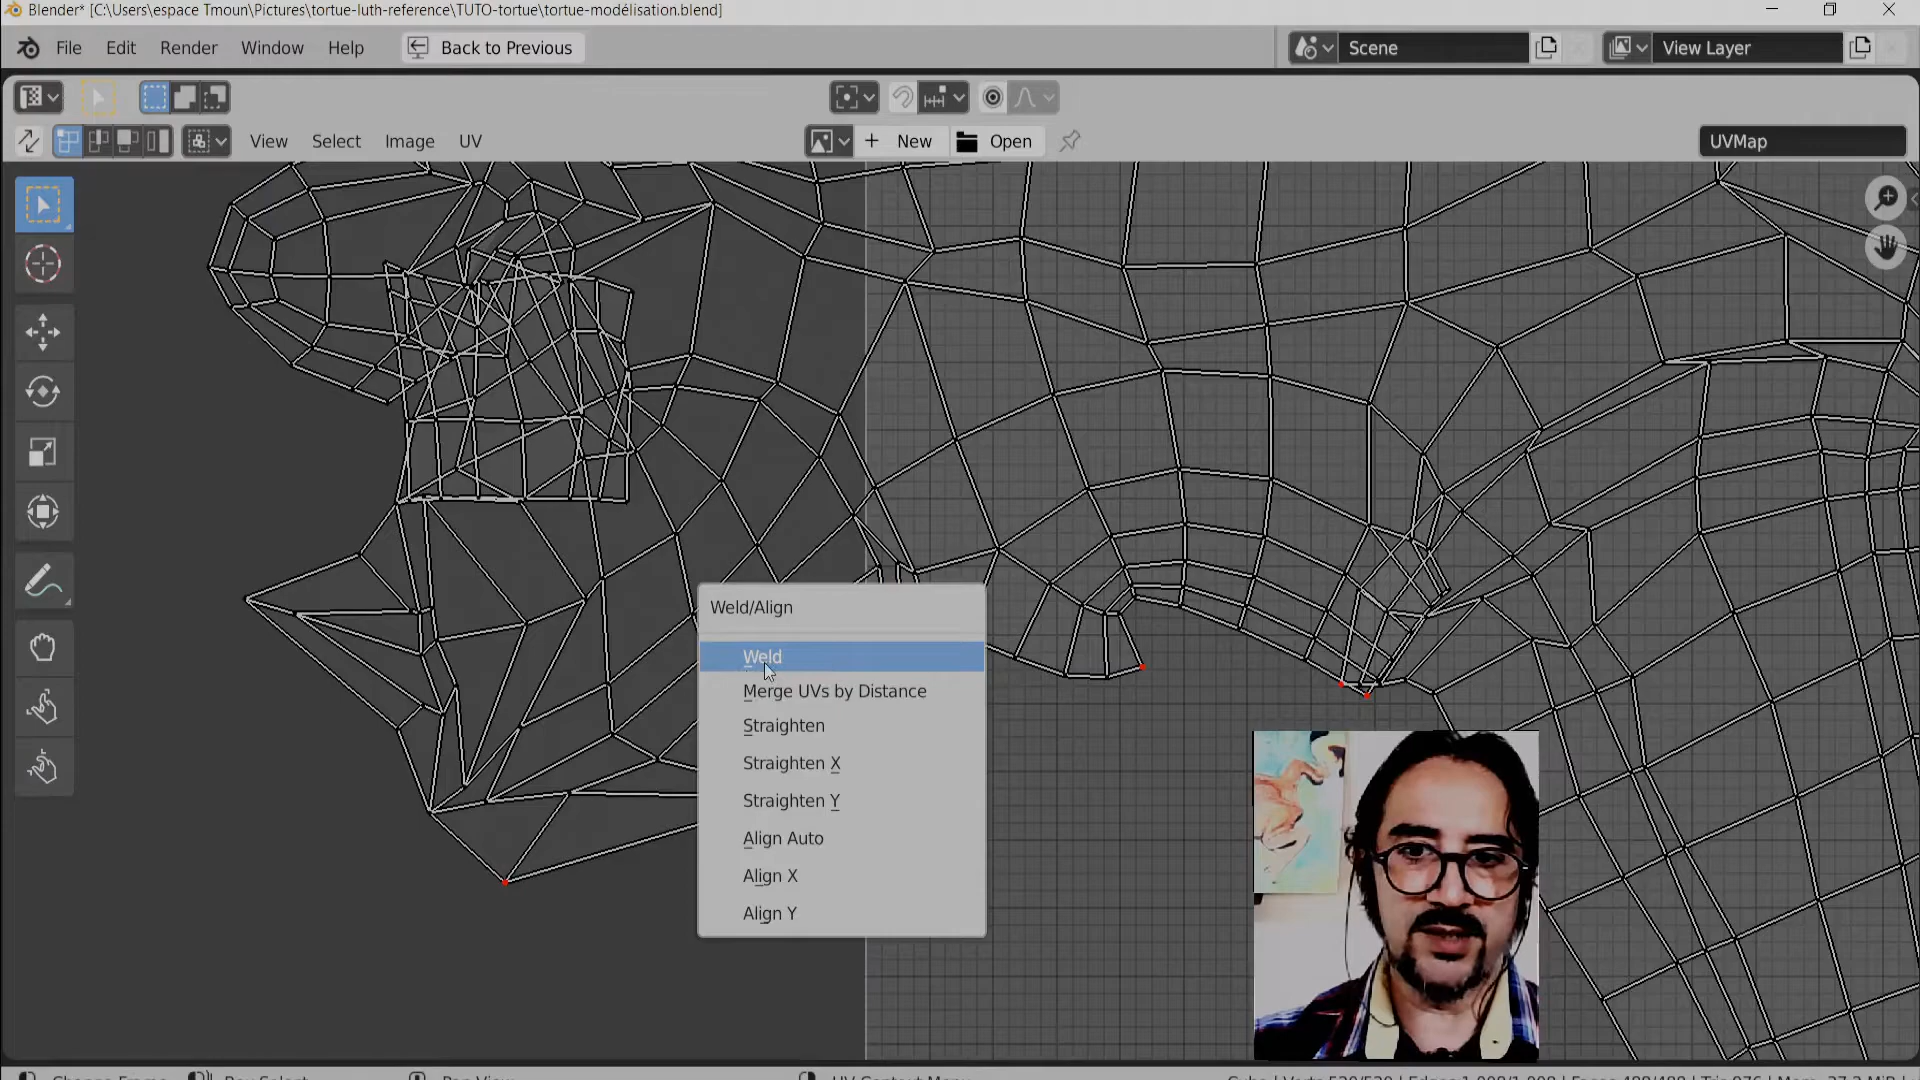 Blender* [C:\Users\espace Tmoun\Pictures\tortue-luth-reference\TUTO-tortue\tortue-modélisation.blend]
File Edit Render Window Help Back to Previous Scene View Layer
View Select Image UV New Open UVMap
Weld/Align
Weld
Merge UVs by Distance
Straighten
Straighten X
Straighten Y
Align Auto
Align X
Align Y